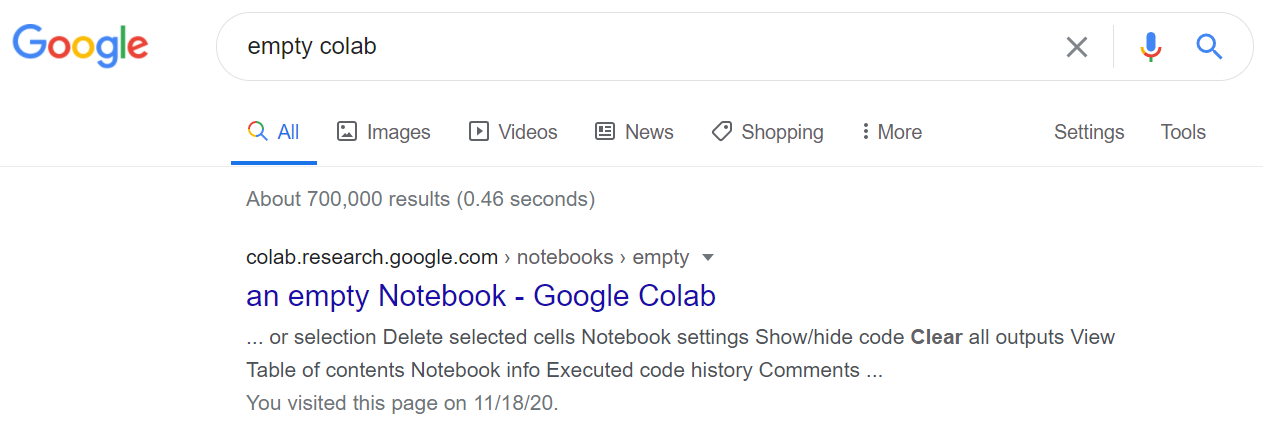 Google
empty colab
All Images Videos News Shopping More Settings Tools
About 700,000 results (0.46 seconds)
colab.research.google.com › notebooks › empty
an empty Notebook - Google Colab
... or selection Delete selected cells Notebook settings Show/hide code Clear all outputs View
Table of contents Notebook info Executed code history Comments ...
You visited this page on 11/18/20.